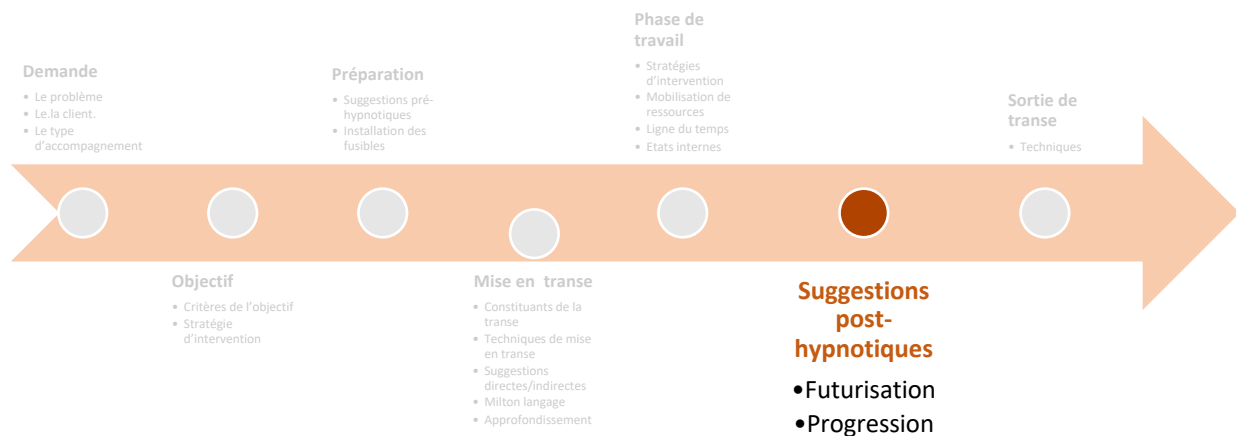 Demande
• Le problème
• Le.la client.
• Le type
d'accompagnement
Objectif
• Critères de l'objectif
• Stratégie
d'intervention
Préparation
• Suggestions pré-
hypnotiques
• Installation des
fusibles
Mise en  transe
• Constituants de la
transe
• Techniques de mise
en transe
• Suggestions
directes/indirectes
• Milton langage
• Approfondissement
Phase de
travail
• Stratégies
d'intervention
• Mobilisation de
ressources
• Ligne du temps
• Etats internes
Suggestions
post-
hypnotiques
•Futurisation
•Progression
Sortie de
transe
• Techniques